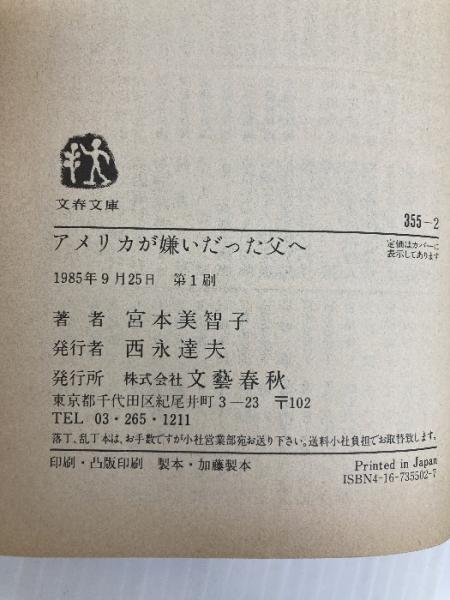 文春文庫
355-2
定価はカバーに
表示してあります
アメリカが嫌いだった父へ
1985年9月25日 第1刷
著者 宮本美智子
発行者 西永達夫
発行所 株式会社 文藝春秋
東京都千代田区紀尾井町3-23 〒102
TEL 03・265・1211
落丁、乱丁本は、お手数ですが小社営業部宛お送り下さい。送料小社負担でお取替致します。
印刷・凸版印刷 製本・加藤製本
Printed in Japan
ISBN4-16-735502-7